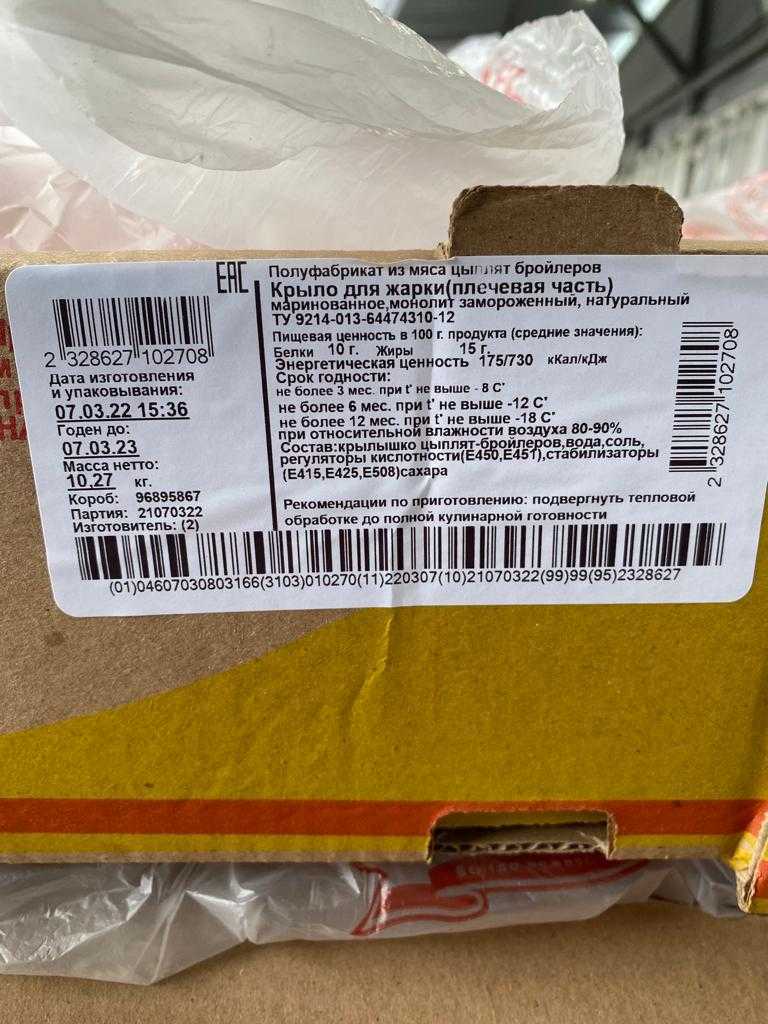 EAC
2 328627 102708
Дата изготовления
и упаковывания:
07.03.22 15:36
Годен до:
07.03.23
Масса нетто:
10,27 кг.
Короб: 96895867
Партия: 21070322
Изготовитель: (2)
Полуфабрикат из мяса цыплят бройлеров
Крыло для жарки(плечевая часть)
маринованное,монолит замороженный, натуральный
ТУ 9214-013-64474310-12
Пищевая ценность в 100 г. продукта (средние значения):
Белки 10 г. Жиры 15 г.
Энергетическая ценность 175/730 кКал/кДж
Срок годности:
не более 3 мес. при t' не выше - 8 С'
не более 6 мес. при t' не выше -12 С'
не более 12 мес. при t' не выше -18 С'
при относительной влажности воздуха 80-90%
Состав:крылышко цыплят-бройлеров,вода,соль,
регуляторы кислотности(Е450,Е451),стабилизаторы
(Е415,Е425,Е508)сахара
Рекомендации по приготовлению: подвергнуть тепловой
обработке до полной кулинарной готовности
2 328627 102708
(01)04607030803166(3103)010270(11)220307(10)21070322(99)99(95)2328627